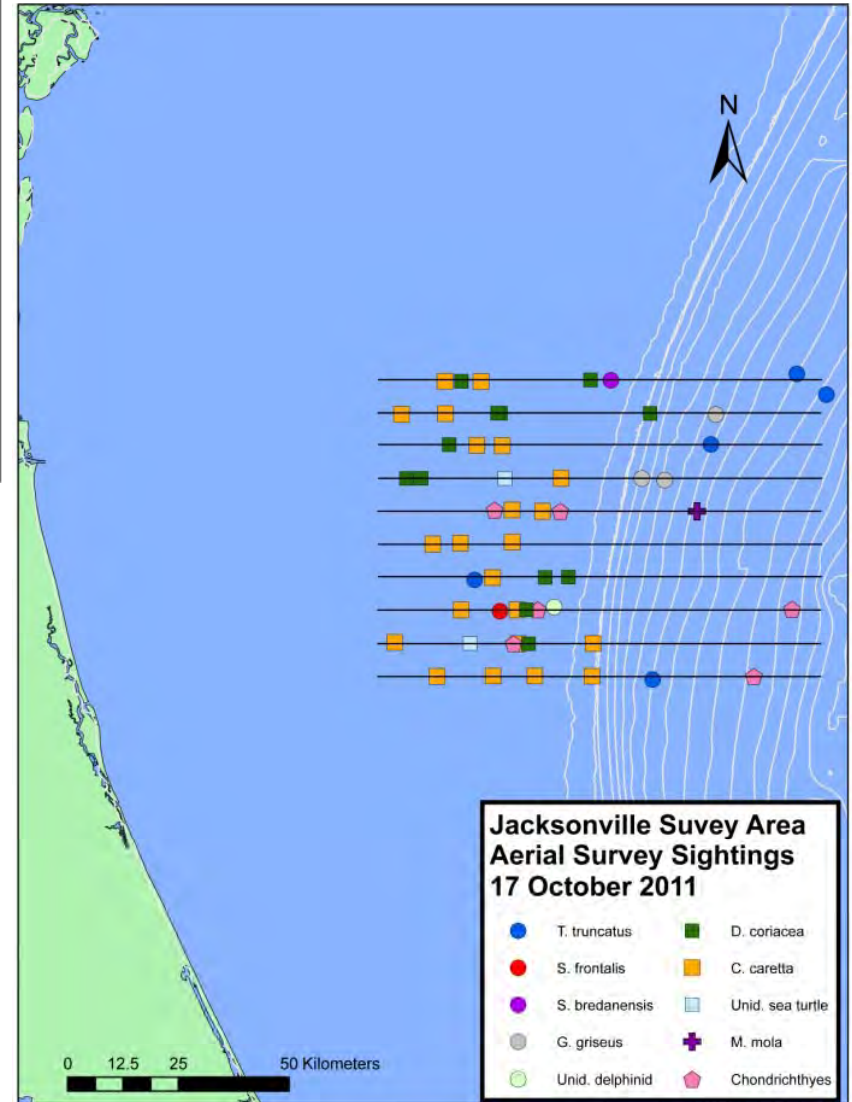 N
Jacksonville Suvey Area
Aerial Survey Sightings
17 October 2011
T. truncatus
D. coriacea
S. frontalis
C. caretta
S. bredanensis
Unid. sea turtle
G. griseus
M. mola
Unid. delphinid
Chondrichthyes
0 12.5 25 50 Kilometers